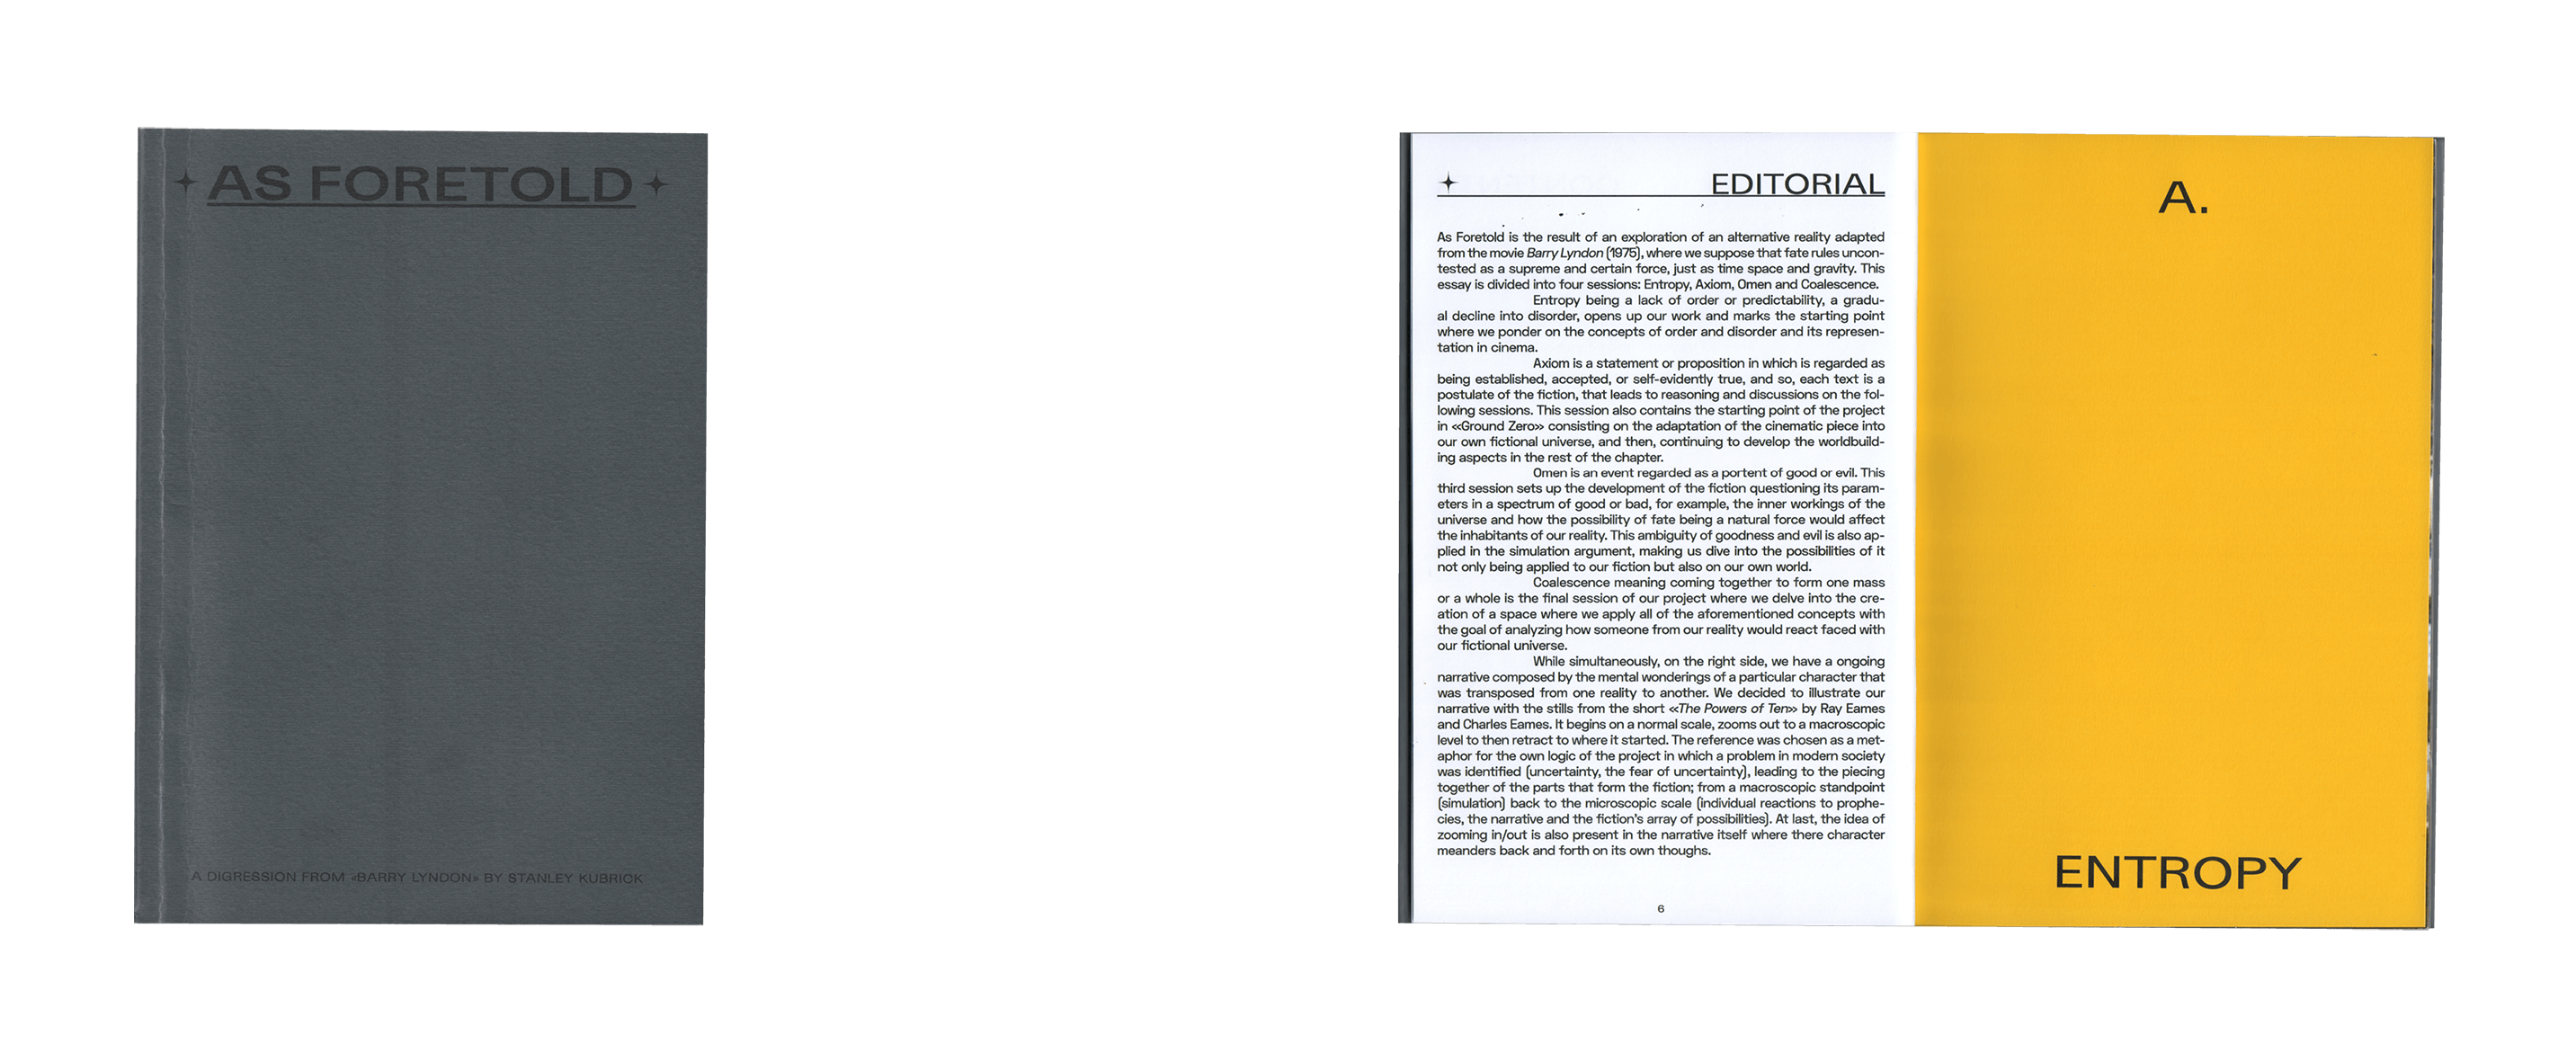 AS FORETOLD
A DIGRESSION FROM «BARRY LYNDON» BY STANLEY KUBRICK
EDITORIAL
As Foretold is the result of an exploration of an alternative reality adapted
from the movie Barry Lyndon (1975), where we suppose that fate rules uncon-
tested as a supreme and certain force, just as time space and gravity. This
essay is divided into four sessions: Entropy, Axiom, Omen and Coalescence.
Entropy being a lack of order or predictability, a gradu-
al decline into disorder, opens up our work and marks the starting point
where we ponder on the concepts of order and disorder and its represen-
tation in cinema.
Axiom is a statement or proposition in which is regarded as
being established, accepted, or self-evidently true, and so, each text is a
postulate of the fiction, that leads to reasoning and discussions on the fol-
lowing sessions. This session also contains the starting point of the project
in «Ground Zero» consisting on the adaptation of the cinematic piece into
our own fictional universe, and then, continuing to develop the worldbuild-
ing aspects in the rest of the chapter.
Omen is an event regarded as a portent of good or evil. This
third session sets up the development of the fiction questioning its param-
eters in a spectrum of good or bad, for example, the inner workings of the
universe and how the possibility of fate being a natural force would affect
the inhabitants of our reality. This ambiguity of goodness and evil is also ap-
plied in the simulation argument, making us dive into the possibilities of it
not only being applied to our fiction but also on our own world.
Coalescence meaning coming together to form one mass
or a whole is the final session of our project where we delve into the cre-
ation of a space where we apply all of the aforementioned concepts with
the goal of analyzing how someone from our reality would react faced with
our fictional universe.
While simultaneously, on the right side, we have a ongoing
narrative composed by the mental wonderings of a particular character that
was transposed from one reality to another. We decided to illustrate our
narrative with the stills from the short «The Powers of Ten» by Ray Eames
and Charles Eames. It begins on a normal scale, zooms out to a macroscopic
level to then retract to where it started. The reference was chosen as a met-
aphor for the own logic of the project in which a problem in modern society
was identified (uncertainty, the fear of uncertainty), leading to the piecing
together of the parts that form the fiction; from a macroscopic standpoint
(simulation) back to the microscopic scale (individual reactions to prophe-
cies, the narrative and the fiction's array of possibilities). At last, the idea of
zooming in/out is also present in the narrative itself where there character
meanders back and forth on its own thoughs.
6
A.
ENTROPY